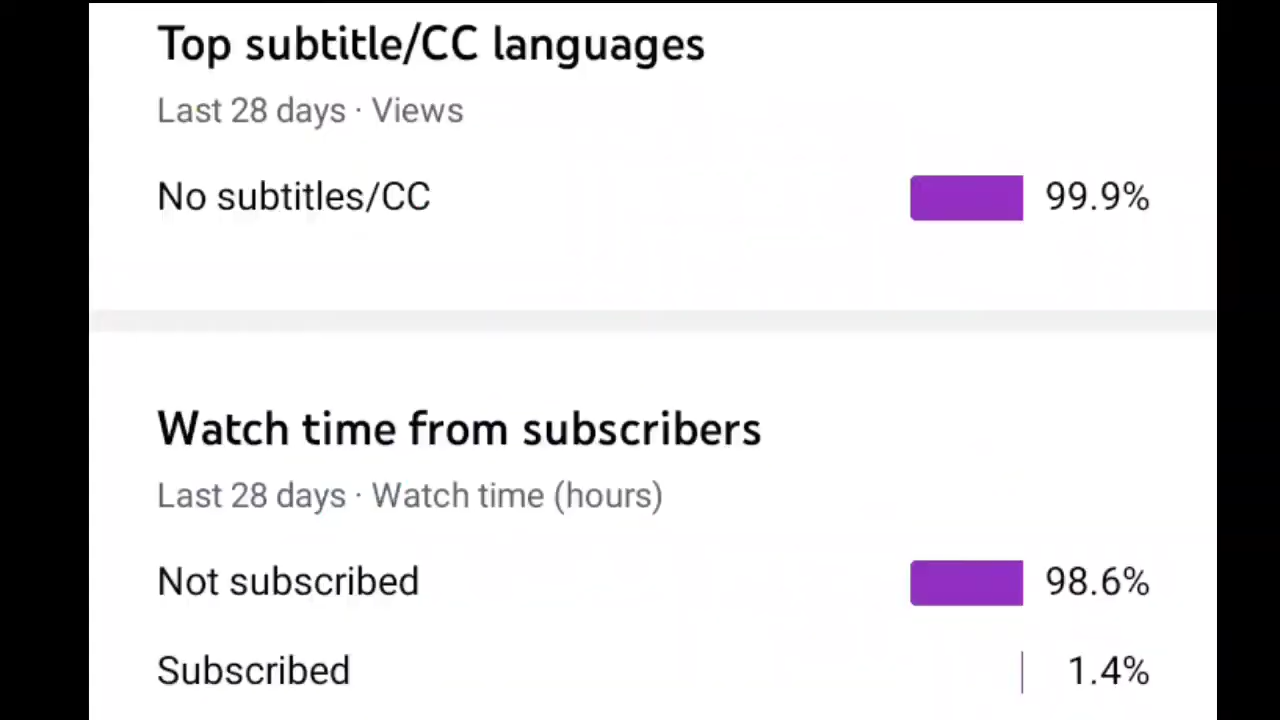 Top subtitle/CC languages
Last 28 days · Views
No subtitles/CC 99.9%
Watch time from subscribers
Last 28 days · Watch time (hours)
Not subscribed 98.6%
Subscribed 1.4%